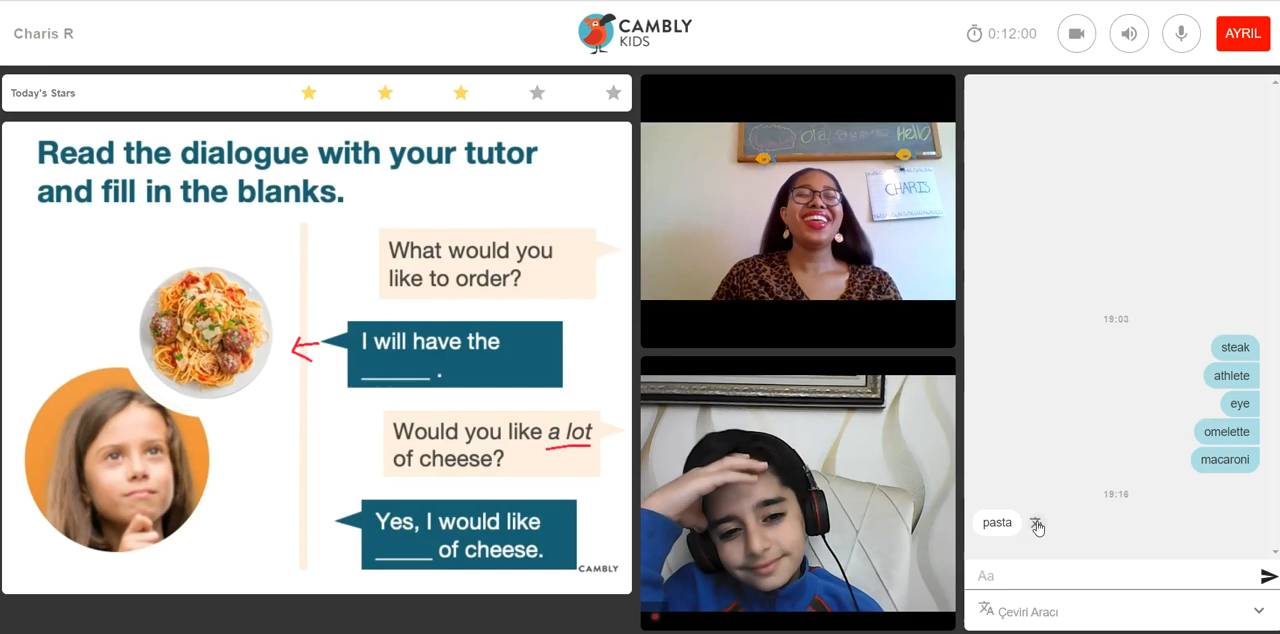 Charis R
CAMBLY
KIDS
0:12:00
AYRIL
Today's Stars
Read the dialogue with your tutor
and fill in the blanks.
What would you
like to order?
I will have the
______ .
Would you like a lot
of cheese?
Yes, I would like
_____ of cheese.
CAMBLY
Hello
CHARIS
19:03
steak
athlete
eye
omelette
macaroni
19:16
pasta
Aa
Çeviri Aracı